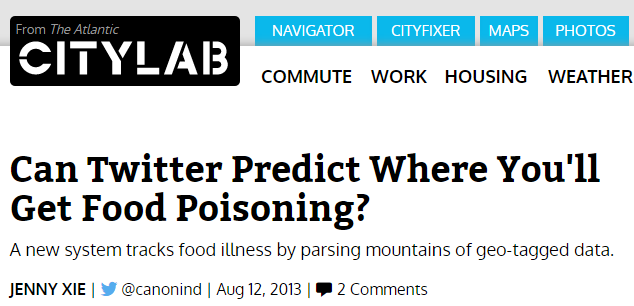 From The Atlantic
CITYLAB
NAVIGATOR CITYFIXER MAPS PHOTOS
COMMUTE WORK HOUSING WEATHER
Can Twitter Predict Where You'll
Get Food Poisoning?
A new system tracks food illness by parsing mountains of geo-tagged data.
JENNY XIE | @canonind | Aug 12, 2013 | 2 Comments